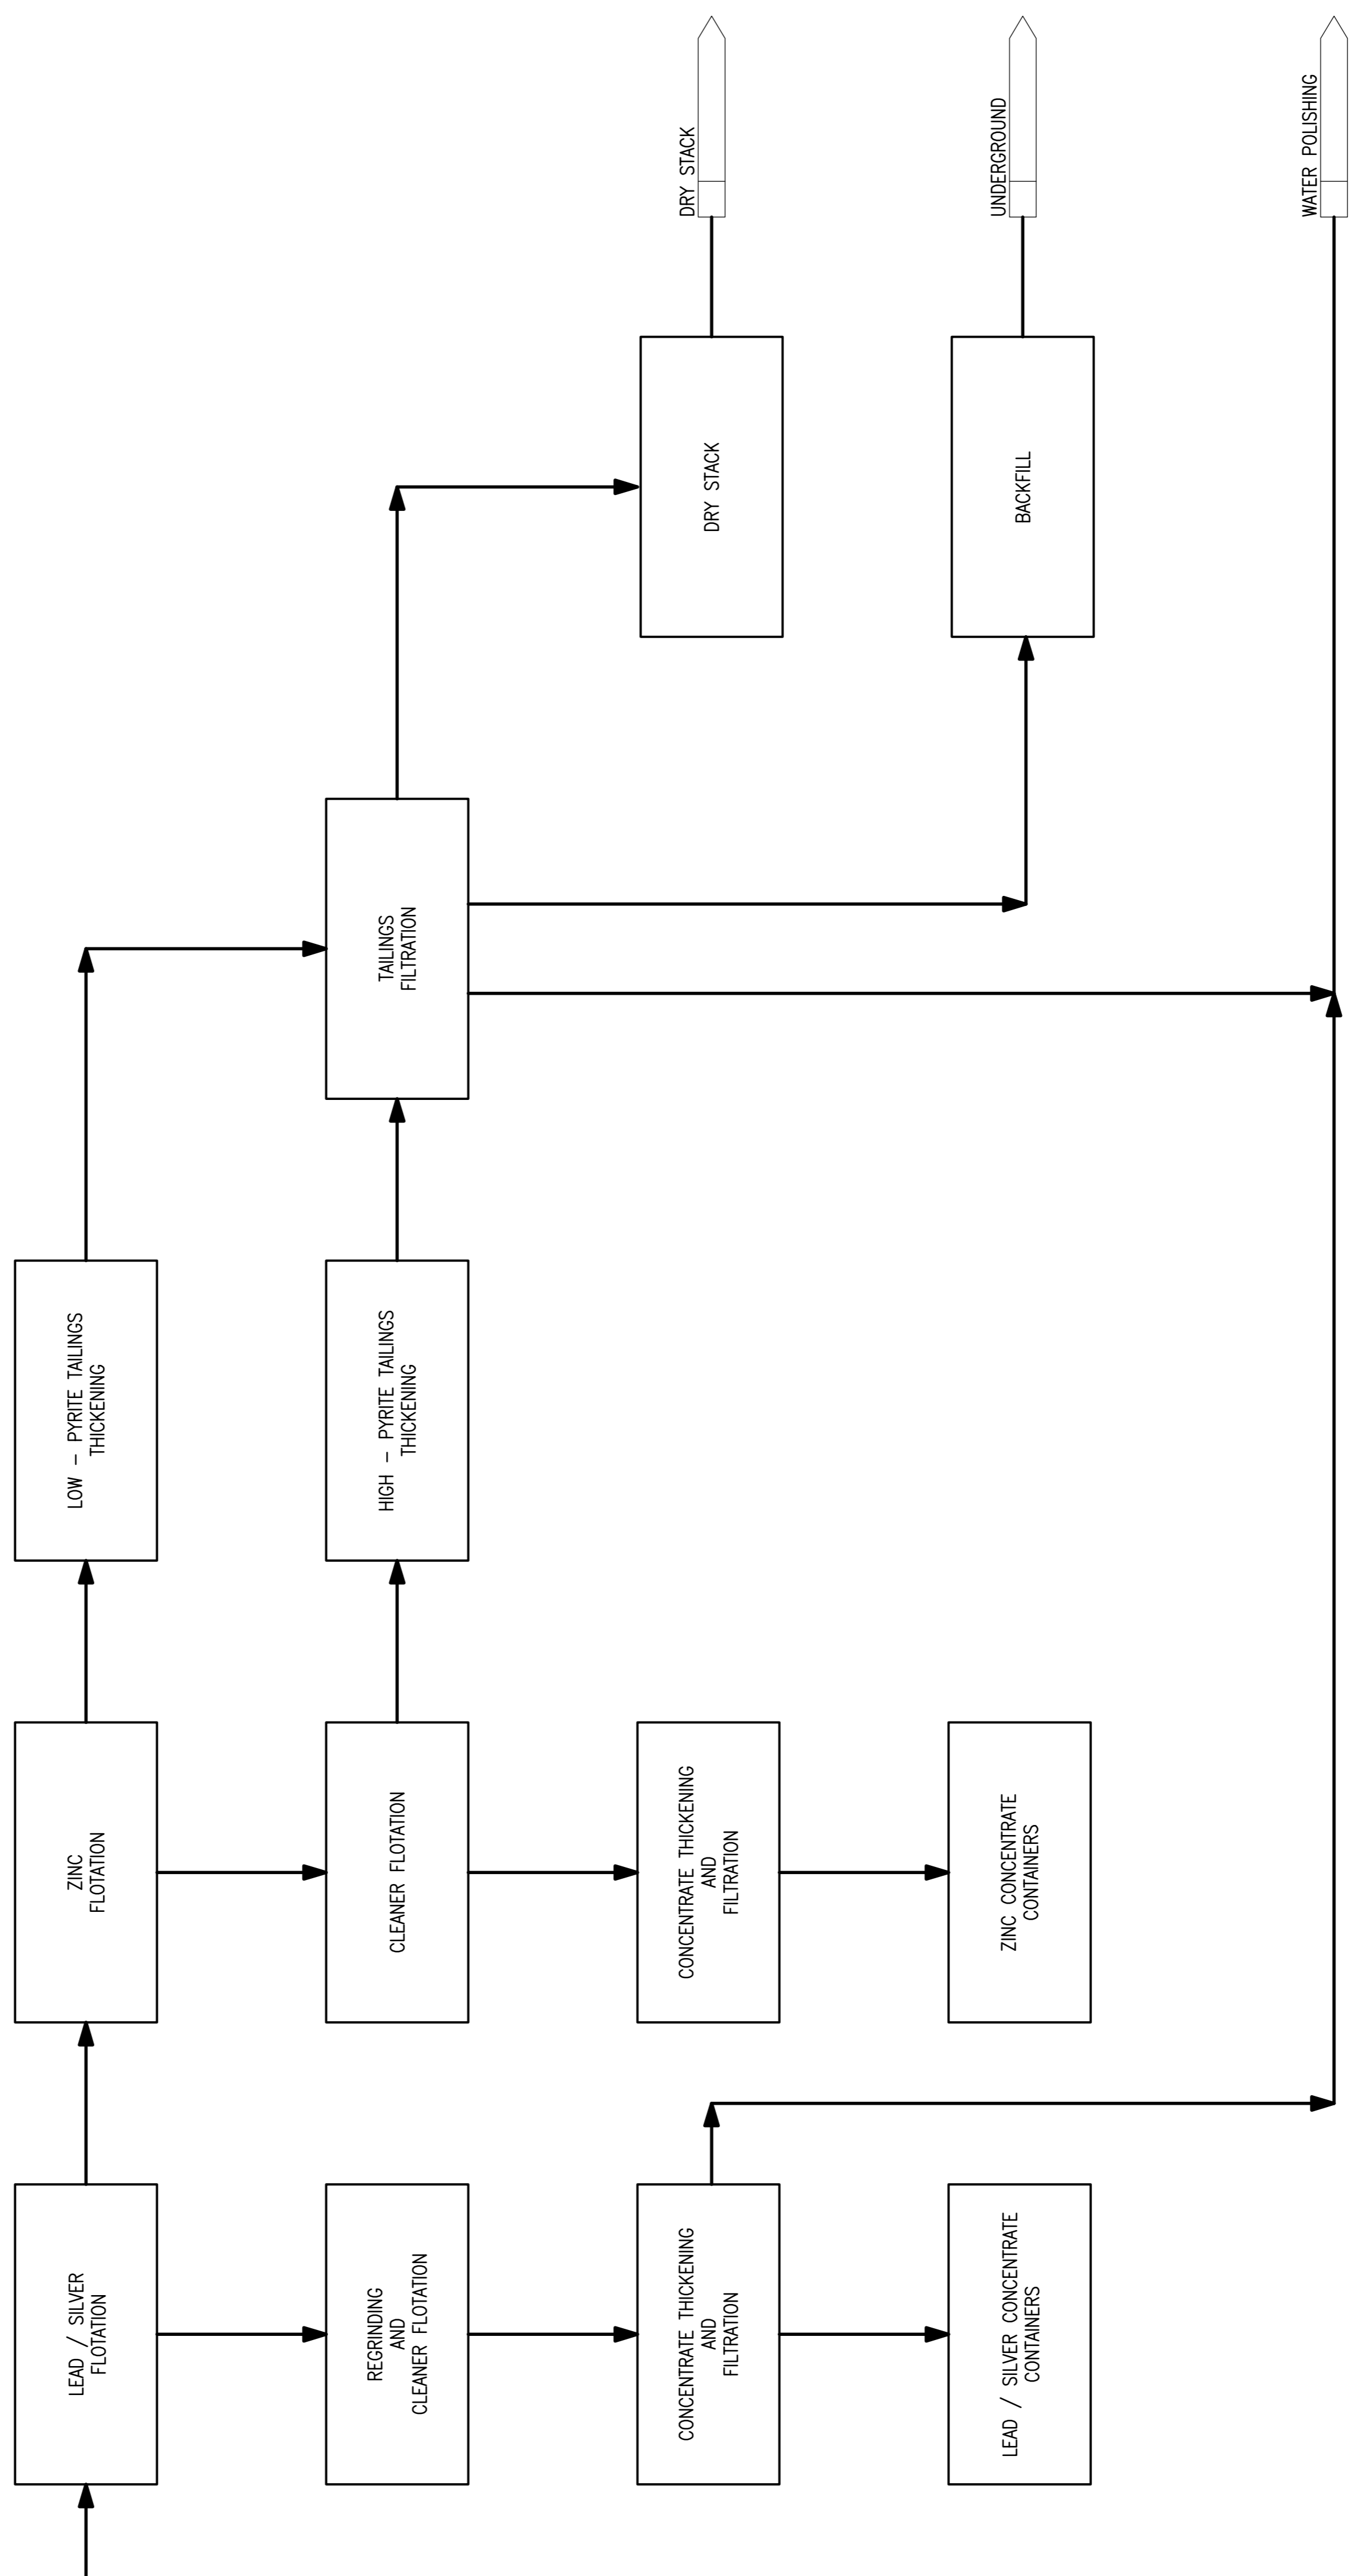 LEAD / SILVER
FLOTATION
ZINC
FLOTATION
LOW - PYRITE TAILINGS
THICKENING
REGRINDING
AND
CLEANER FLOTATION
CLEANER FLOTATION
HIGH - PYRITE TAILINGS
THICKENING
TAILINGS
FILTRATION
CONCENTRATE THICKENING
AND
FILTRATION
CONCENTRATE THICKENING
AND
FILTRATION
DRY STACK
DRY STACK
LEAD / SILVER CONCENTRATE
CONTAINERS
ZINC CONCENTRATE
CONTAINERS
BACKFILL
UNDERGROUND
WATER POLISHING